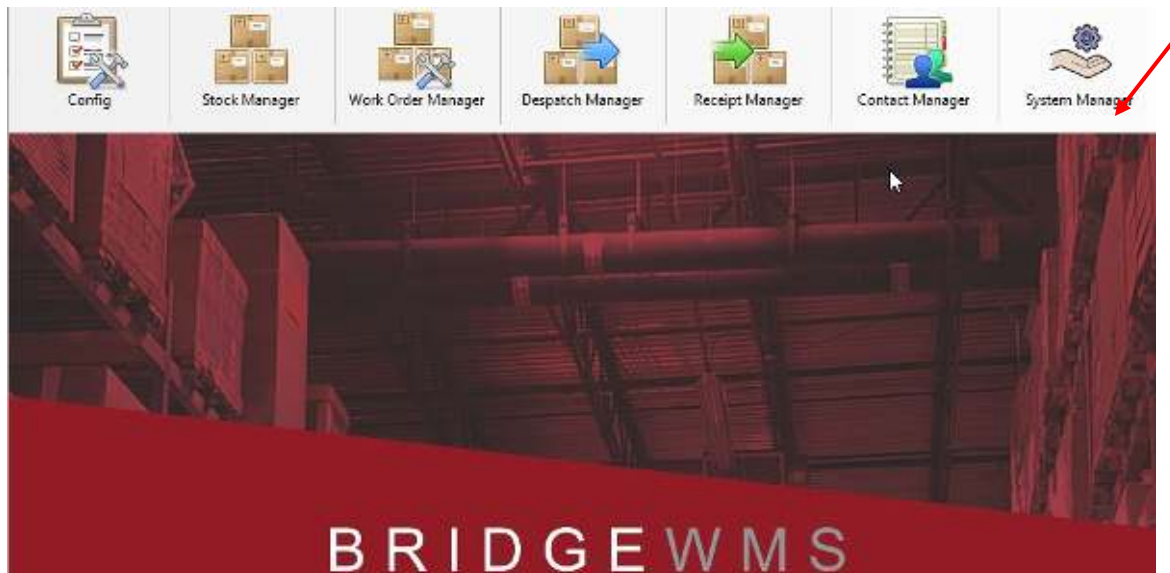 Config
Stock Manager
Work Order Manager
Despatch Manager
Receipt Manager
Contact Manager
System Manager
BRIDGEWMS